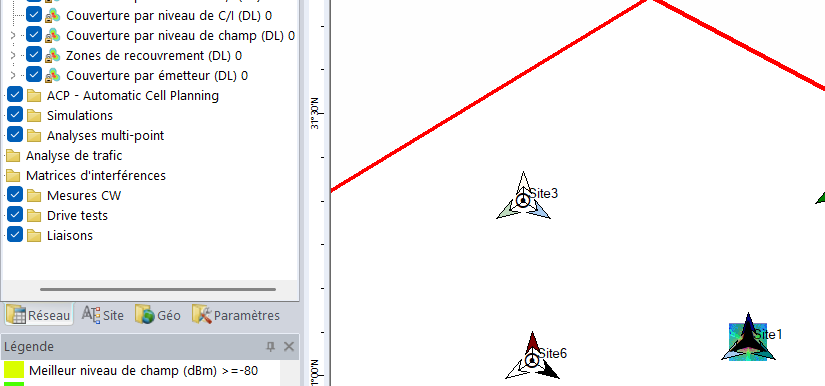 Couverture par niveau de C/I (DL) 0
Couverture par niveau de champ (DL) 0
Zones de recouvrement (DL) 0
Couverture par émetteur (DL) 0
ACP - Automatic Cell Planning
Simulations
Analyses multi-point
Analyse de trafic
Matrices d'interférences
Mesures CW
Drive tests
Liaisons
Réseau Site Géo Paramètres
Légende
Meilleur niveau de champ (dBm) >=-80
31°30'N
Site3
Site6
Site1
1°00'N